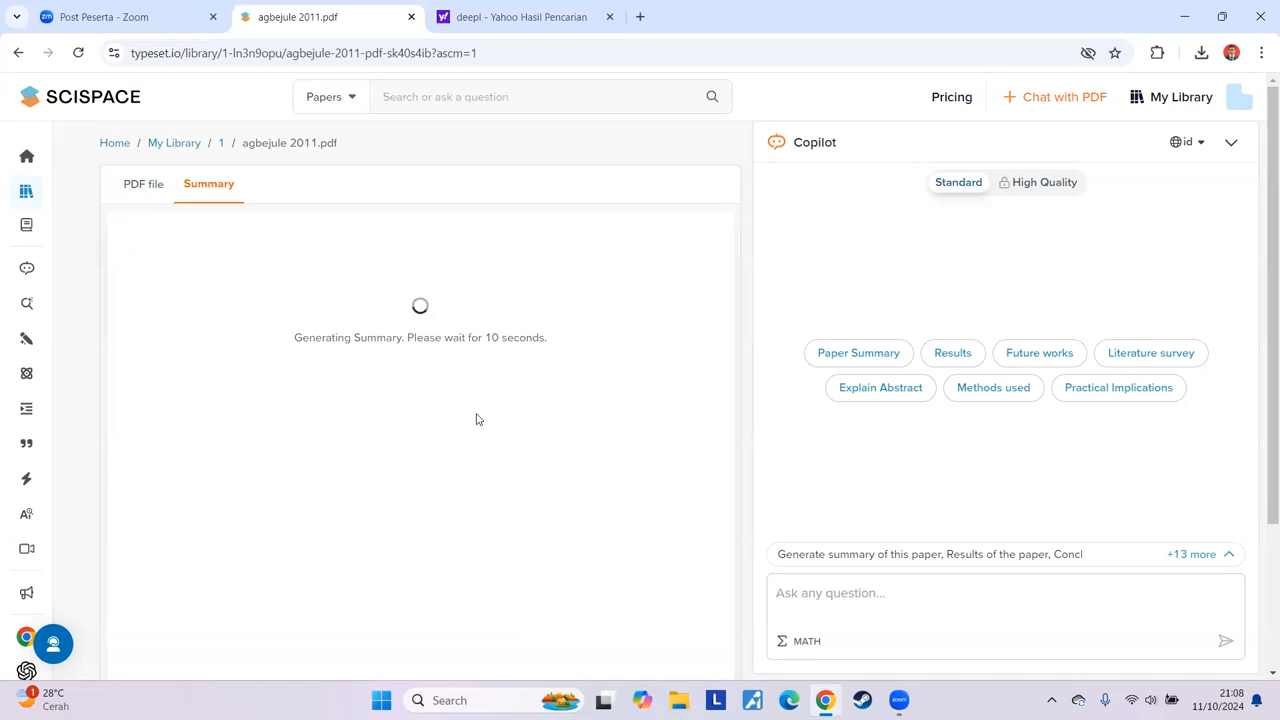 Post Peserta - Zoom
agbejule 2011.pdf
deepl - Yahoo Hasil Pencarian
typeset.io/library/1-ln3n9opu/agbejule-2011-pdf-sk40s4ib?ascm=1
SCISPACE
Papers
Search or ask a question
Pricing
Chat with PDF
My Library
Home / My Library / 1 / agbejule 2011.pdf
Copilot
id
PDF file
Summary
Standard
High Quality
Generating Summary. Please wait for 10 seconds.
Paper Summary
Results
Future works
Literature survey
Explain Abstract
Methods used
Practical Implications
Generate summary of this paper, Results of the paper, Concl
+13 more
Ask any question...
MATH
1
28°C
Cerah
Search
21:08
11/10/2024